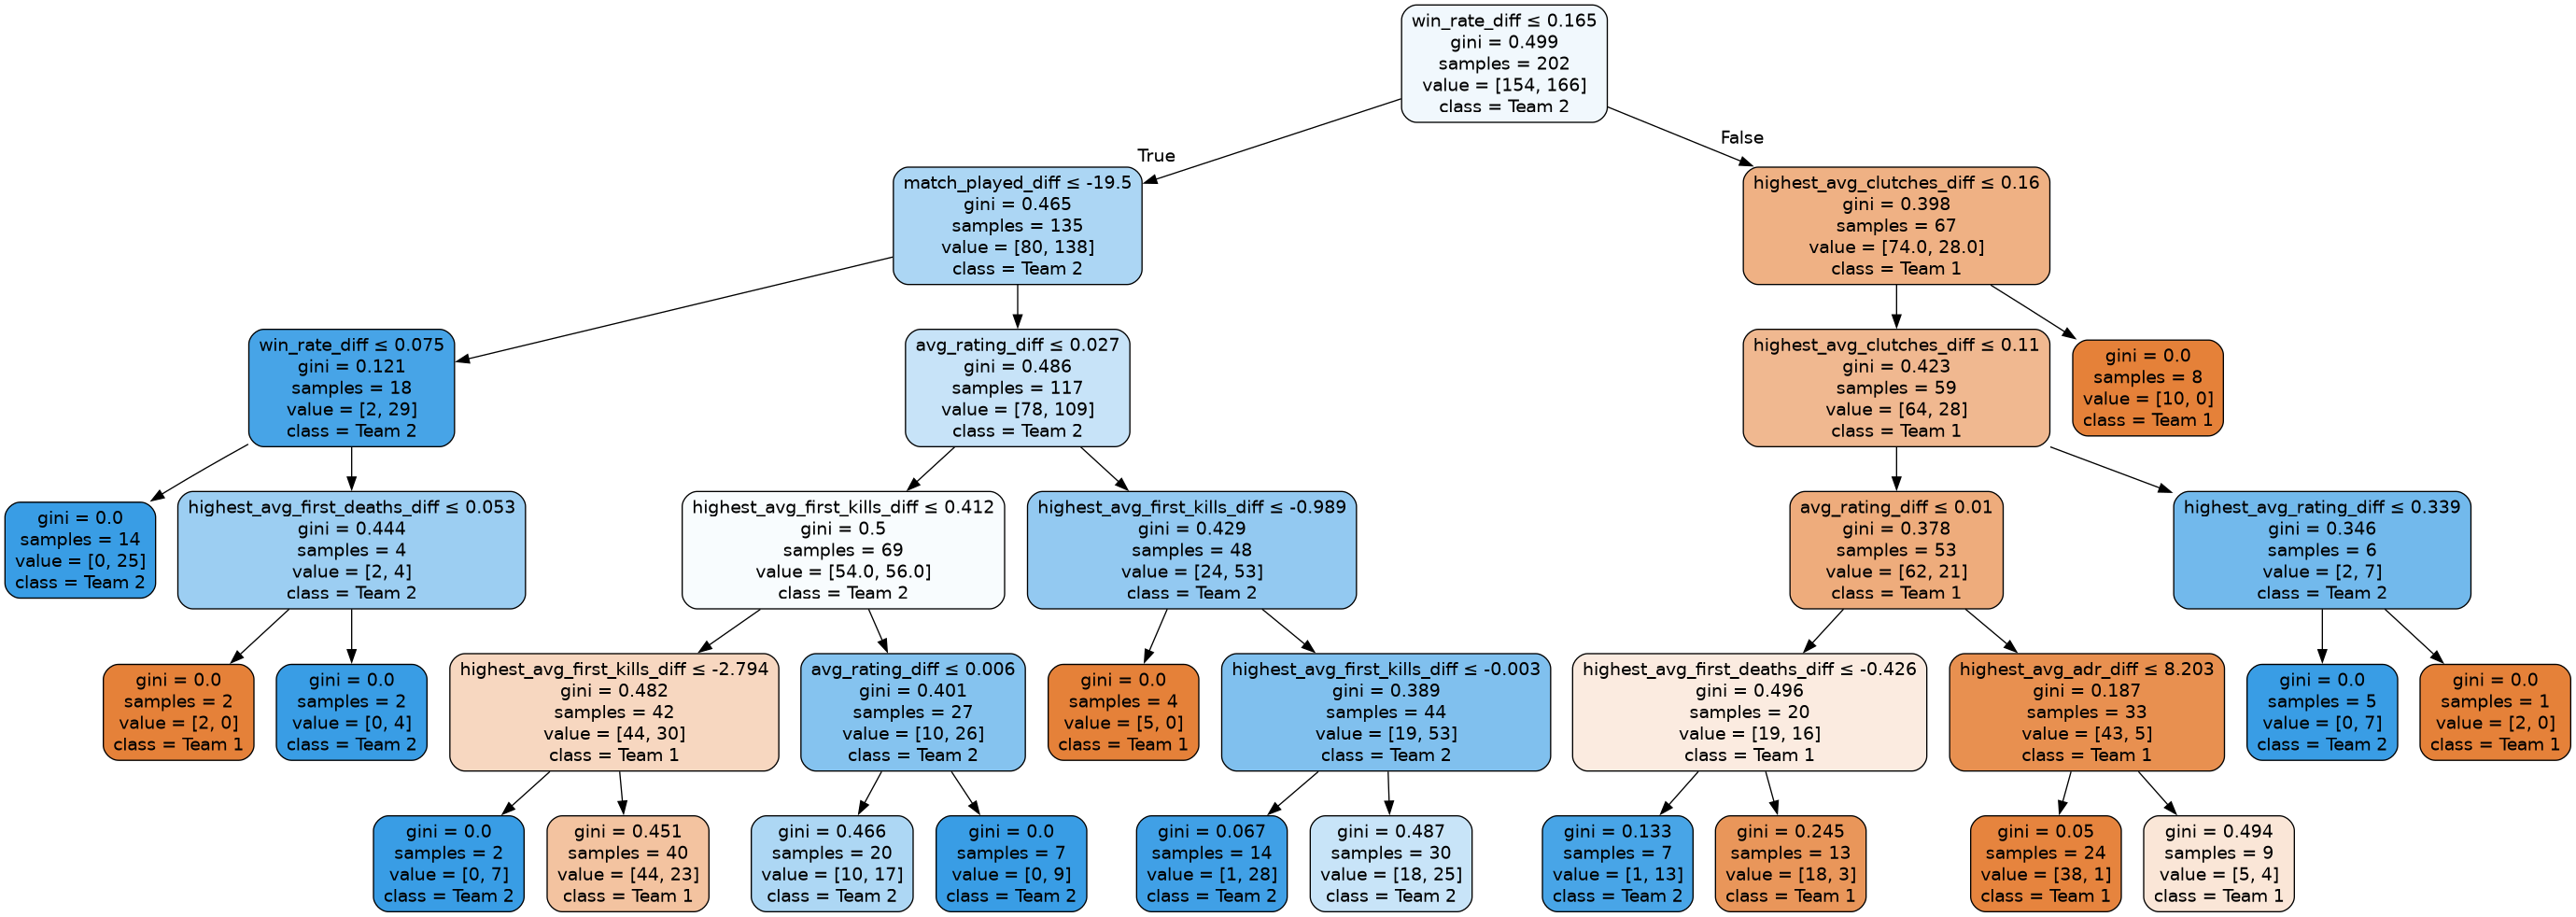 win_rate_diff ≤ 0.165
gini = 0.499
samples = 202
value = [154, 166]
class = Team 2
True
False
match_played_diff ≤ -19.5
gini = 0.465
samples = 135
value = [80, 138]
class = Team 2
highest_avg_clutches_diff ≤ 0.16
gini = 0.398
samples = 67
value = [74.0, 28.0]
class = Team 1
win_rate_diff ≤ 0.075
gini = 0.121
samples = 18
value = [2, 29]
class = Team 2
avg_rating_diff ≤ 0.027
gini = 0.486
samples = 117
value = [78, 109]
class = Team 2
highest_avg_clutches_diff ≤ 0.11
gini = 0.423
samples = 59
value = [64, 28]
class = Team 1
gini = 0.0
samples = 8
value = [10, 0]
class = Team 1
gini = 0.0
samples = 14
value = [0, 25]
class = Team 2
highest_avg_first_deaths_diff ≤ 0.053
gini = 0.444
samples = 4
value = [2, 4]
class = Team 2
highest_avg_first_kills_diff ≤ 0.412
gini = 0.5
samples = 69
value = [54.0, 56.0]
class = Team 2
highest_avg_first_kills_diff ≤ -0.989
gini = 0.429
samples = 48
value = [24, 53]
class = Team 2
avg_rating_diff ≤ 0.01
gini = 0.378
samples = 53
value = [62, 21]
class = Team 1
highest_avg_rating_diff ≤ 0.339
gini = 0.346
samples = 6
value = [2, 7]
class = Team 2
gini = 0.0
samples = 2
value = [2, 0]
class = Team 1
gini = 0.0
samples = 2
value = [0, 4]
class = Team 2
highest_avg_first_kills_diff ≤ -2.794
gini = 0.482
samples = 42
value = [44, 30]
class = Team 1
avg_rating_diff ≤ 0.006
gini = 0.401
samples = 27
value = [10, 26]
class = Team 2
gini = 0.0
samples = 4
value = [5, 0]
class = Team 1
highest_avg_first_kills_diff ≤ -0.003
gini = 0.389
samples = 44
value = [19, 53]
class = Team 2
highest_avg_first_deaths_diff ≤ -0.426
gini = 0.496
samples = 20
value = [19, 16]
class = Team 1
highest_avg_adr_diff ≤ 8.203
gini = 0.187
samples = 33
value = [43, 5]
class = Team 1
gini = 0.0
samples = 5
value = [0, 7]
class = Team 2
gini = 0.0
samples = 1
value = [2, 0]
class = Team 1
gini = 0.0
samples = 2
value = [0, 7]
class = Team 2
gini = 0.451
samples = 40
value = [44, 23]
class = Team 1
gini = 0.466
samples = 20
value = [10, 17]
class = Team 2
gini = 0.0
samples = 7
value = [0, 9]
class = Team 2
gini = 0.067
samples = 14
value = [1, 28]
class = Team 2
gini = 0.487
samples = 30
value = [18, 25]
class = Team 2
gini = 0.133
samples = 7
value = [1, 13]
class = Team 2
gini = 0.245
samples = 13
value = [18, 3]
class = Team 1
gini = 0.05
samples = 24
value = [38, 1]
class = Team 1
gini = 0.494
samples = 9
value = [5, 4]
class = Team 1